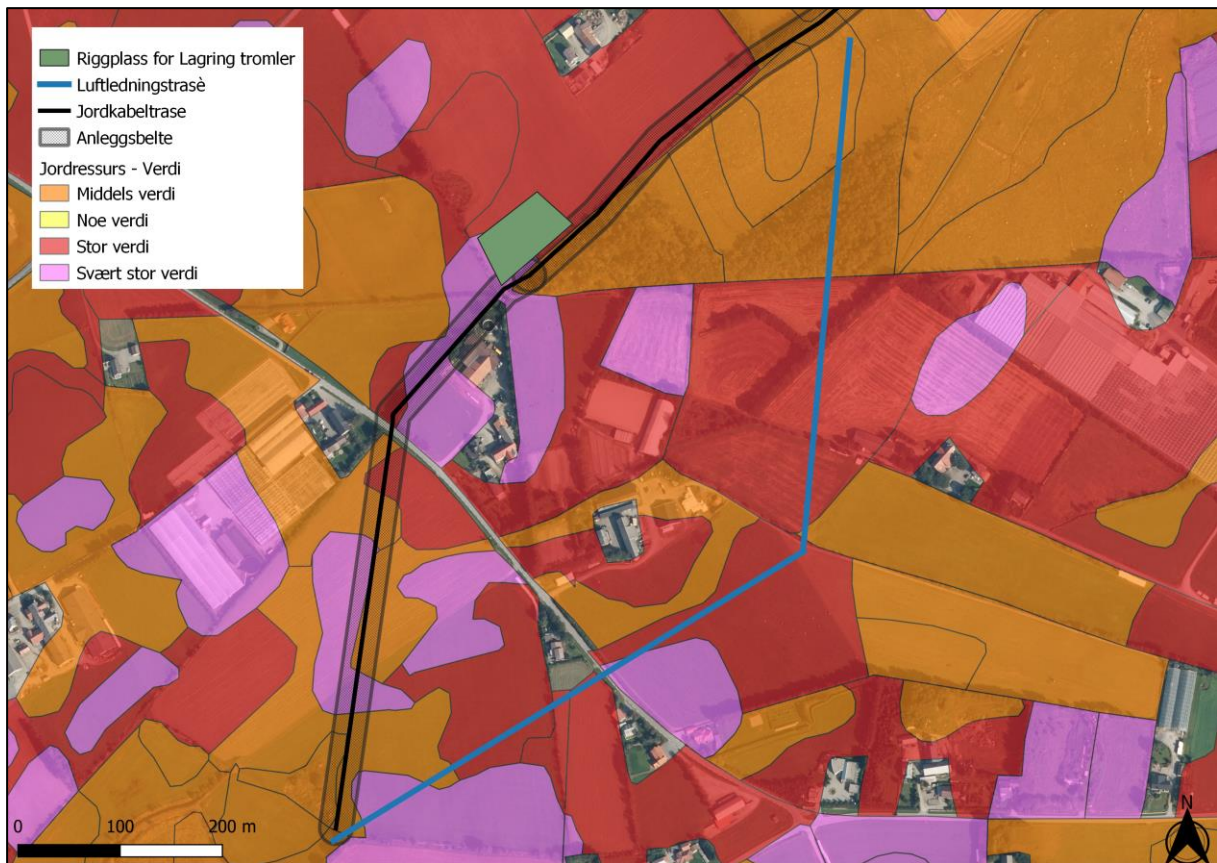 Riggplass for Lagring tromler
Luftledningstrasè
Jordkabeltrase
Anleggsbelte
Jordressurs - Verdi
Middels verdi
Noe verdi
Stor verdi
Svært stor verdi
0 100 200 m
N